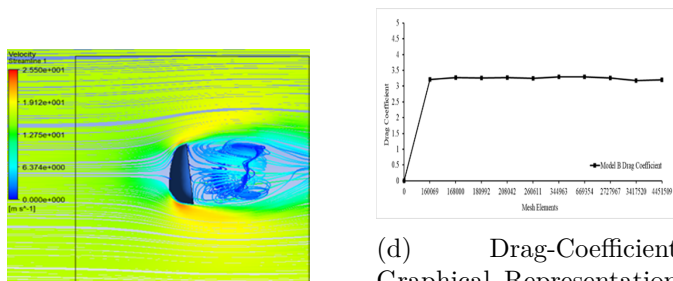 Velocity
Streamline 1
2.550e+001
1.912e+001
1.275e+001
6.374e+000
0.000e+000
[m s^-1]
5
4.5
4
3.5
3
2.5
2
1.5
1
0.5
0
Drag Coefficient
Model B Drag Coefficient
0 160069 168000 180992 206042 260611 344963 669354 2727967 3417520 4451509
Mesh Elements
(d) Drag-Coefficient
Graphical Representation